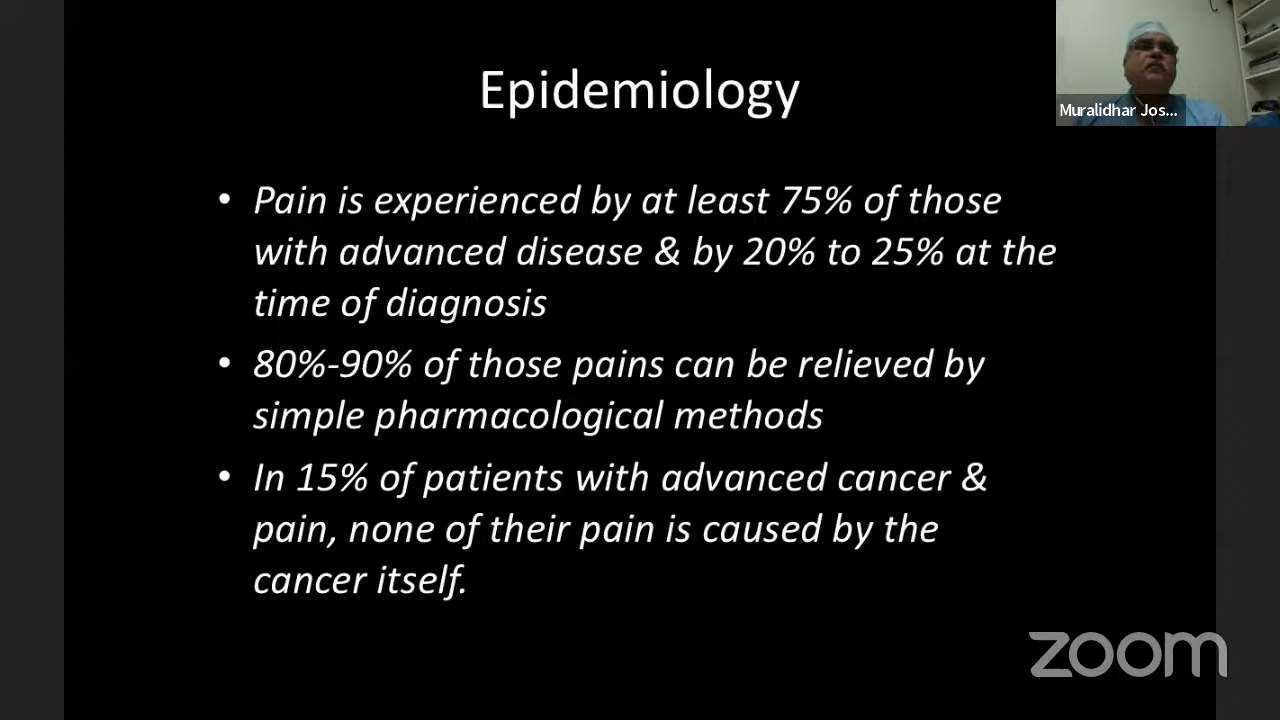 Epidemiology
Muralidhar Jos...
• Pain is experienced by at least 75% of those
with advanced disease & by 20% to 25% at the
time of diagnosis
• 80%-90% of those pains can be relieved by
simple pharmacological methods
• In 15% of patients with advanced cancer &
pain, none of their pain is caused by the
cancer itself.
zoom